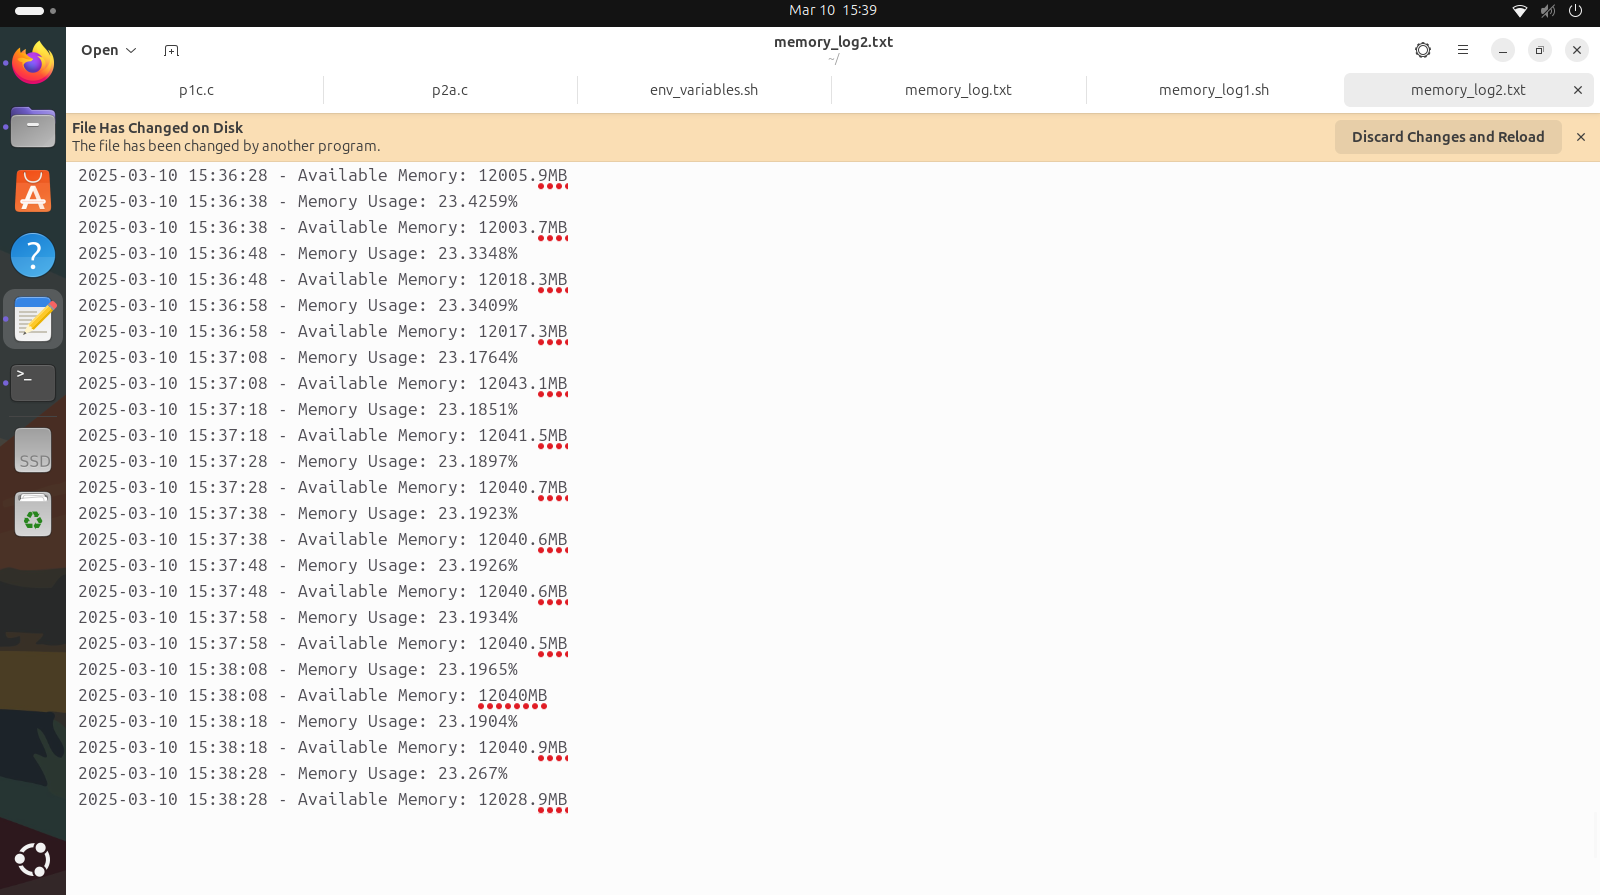 Mar 10 15:39
Open
memory_log2.txt
~/
p1c.c
p2a.c
env_variables.sh
memory_log.txt
memory_log1.sh
memory_log2.txt
File Has Changed on Disk
The file has been changed by another program.
Discard Changes and Reload
2025-03-10 15:36:28 - Available Memory: 12005.9MB
2025-03-10 15:36:38 - Memory Usage: 23.4259%
2025-03-10 15:36:38 - Available Memory: 12003.7MB
2025-03-10 15:36:48 - Memory Usage: 23.3348%
2025-03-10 15:36:48 - Available Memory: 12018.3MB
2025-03-10 15:36:58 - Memory Usage: 23.3409%
2025-03-10 15:36:58 - Available Memory: 12017.3MB
2025-03-10 15:37:08 - Memory Usage: 23.1764%
2025-03-10 15:37:08 - Available Memory: 12043.1MB
2025-03-10 15:37:18 - Memory Usage: 23.1851%
2025-03-10 15:37:18 - Available Memory: 12041.5MB
2025-03-10 15:37:28 - Memory Usage: 23.1897%
2025-03-10 15:37:28 - Available Memory: 12040.7MB
2025-03-10 15:37:38 - Memory Usage: 23.1923%
2025-03-10 15:37:38 - Available Memory: 12040.6MB
2025-03-10 15:37:48 - Memory Usage: 23.1926%
2025-03-10 15:37:48 - Available Memory: 12040.6MB
2025-03-10 15:37:58 - Memory Usage: 23.1934%
2025-03-10 15:37:58 - Available Memory: 12040.5MB
2025-03-10 15:38:08 - Memory Usage: 23.1965%
2025-03-10 15:38:08 - Available Memory: 12040MB
2025-03-10 15:38:18 - Memory Usage: 23.1904%
2025-03-10 15:38:18 - Available Memory: 12040.9MB
2025-03-10 15:38:28 - Memory Usage: 23.267%
2025-03-10 15:38:28 - Available Memory: 12028.9MB
A
?
>_
SSD